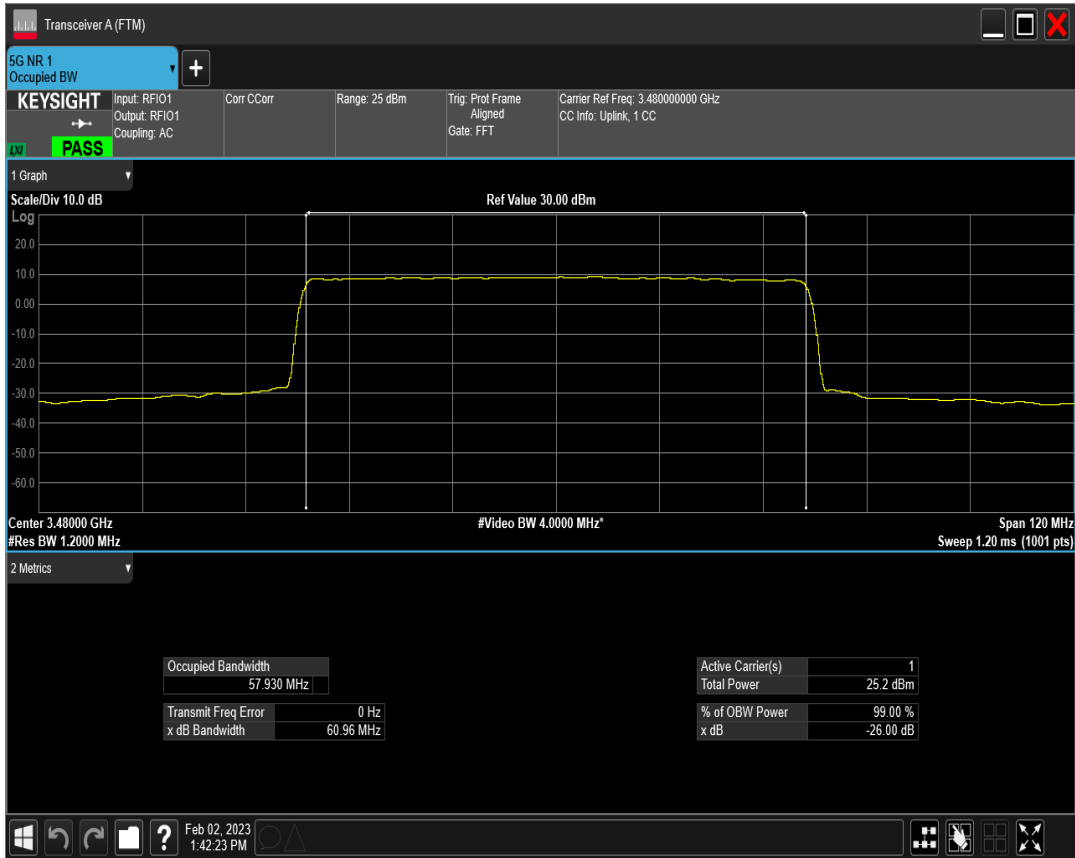 Transceiver A (FTM)
5G NR 1
Occupied BW
+
KEYSIGHT
LXI
PASS
Input: RFIO1
Output: RFIO1
Coupling: AC
Corr CCorr
Range: 25 dBm
Trig: Prot Frame
Aligned
Gate: FFT
Carrier Ref Freq: 3.480000000 GHz
CC Info: Uplink, 1 CC
1 Graph
Scale/Div 10.0 dB
Ref Value 30.00 dBm
Log
20.0
10.0
0.00
-10.0
-20.0
-30.0
-40.0
-50.0
-60.0
Center 3.48000 GHz
#Video BW 4.0000 MHz*
Span 120 MHz
#Res BW 1.2000 MHz
Sweep 1.20 ms (1001 pts)
2 Metrics
Occupied Bandwidth
57.930 MHz
Transmit Freq Error 0 Hz
x dB Bandwidth 60.96 MHz
Active Carrier(s) 1
Total Power 25.2 dBm
% of OBW Power 99.00 %
x dB -26.00 dB
?
Feb 02, 2023
1:42:23 PM